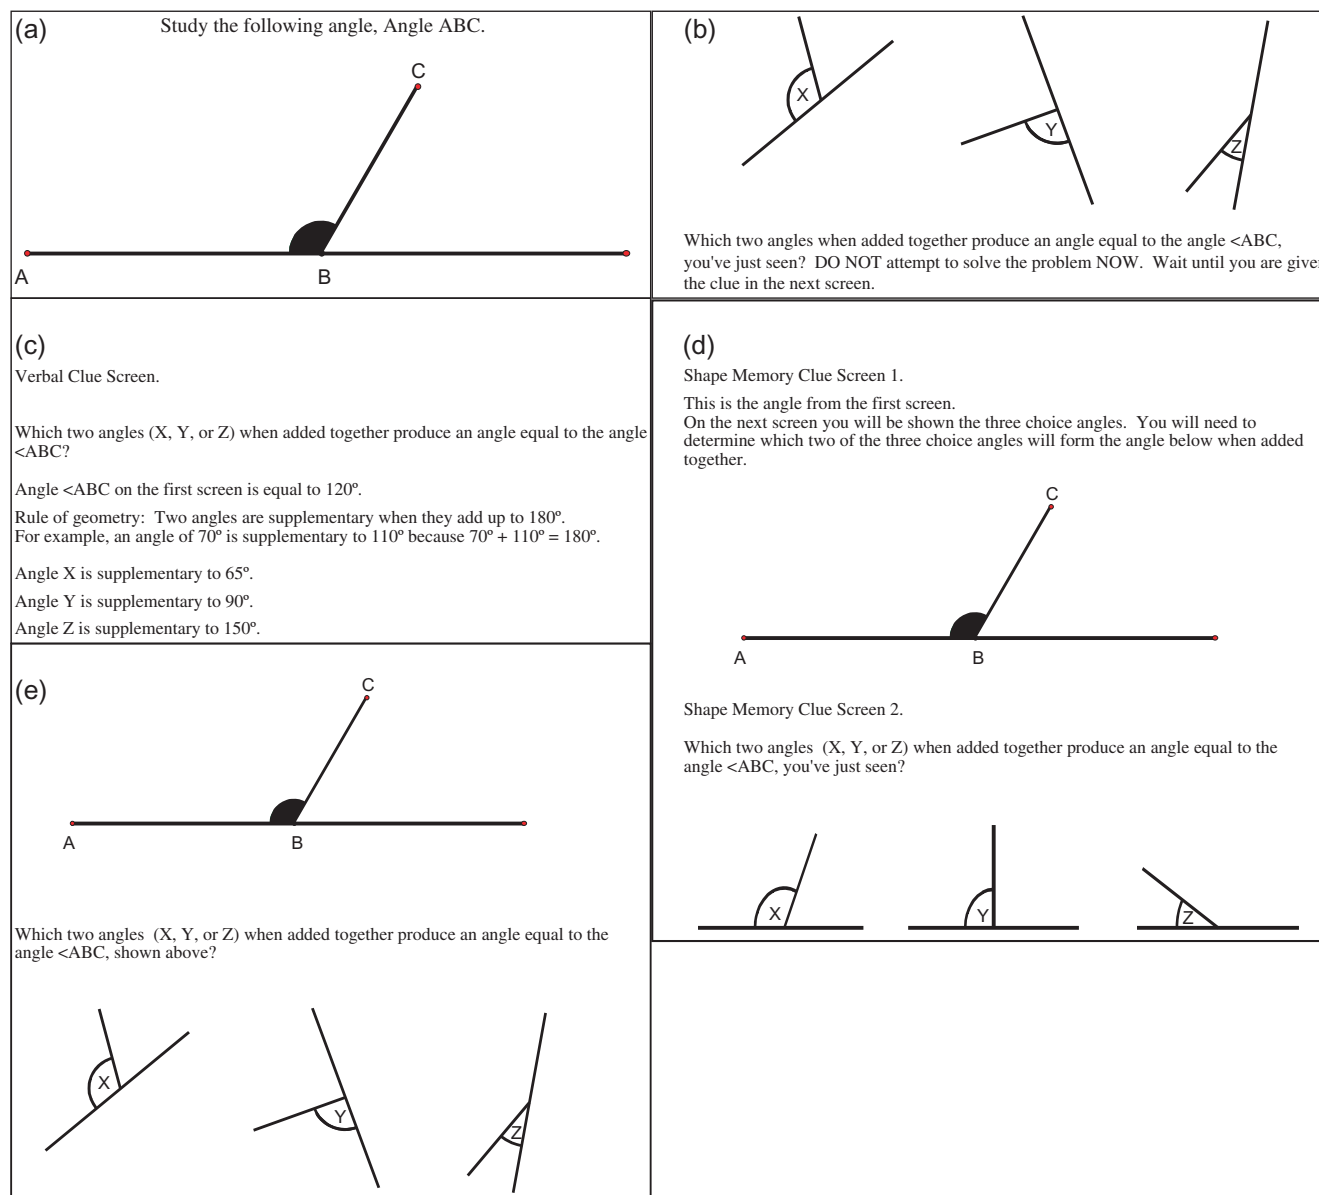 (a)
Study the following angle, Angle ABC.
C
A
B
(b)
X
Y
Z
Which two angles when added together produce an angle equal to the angle <ABC,
you've just seen? DO NOT attempt to solve the problem NOW. Wait until you are give
the clue in the next screen.
(c)
Verbal Clue Screen.
Which two angles (X, Y, or Z) when added together produce an angle equal to the angle
<ABC?
Angle <ABC on the first screen is equal to 120º.
Rule of geometry: Two angles are supplementary when they add up to 180º.
For example, an angle of 70º is supplementary to 110º because 70º + 110º = 180º.
Angle X is supplementary to 65º.
Angle Y is supplementary to 90º.
Angle Z is supplementary to 150º.
(d)
Shape Memory Clue Screen 1.
This is the angle from the first screen.
On the next screen you will be shown the three choice angles. You will need to
determine which two of the three choice angles will form the angle below when added
together.
C
A
B
Shape Memory Clue Screen 2.
Which two angles (X, Y, or Z) when added together produce an angle equal to the
angle <ABC, you've just seen?
X
Y
Z
(e)
C
A
B
Which two angles (X, Y, or Z) when added together produce an angle equal to the
angle <ABC, shown above?
X
Y
Z